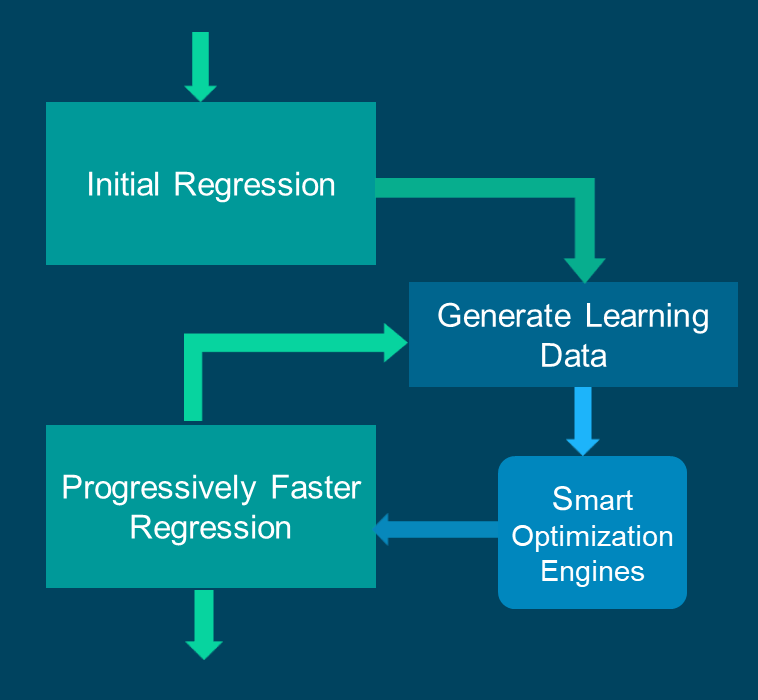 Initial Regression
Generate Learning
Data
Progressively Faster
Regression
Smart
Optimization
Engines